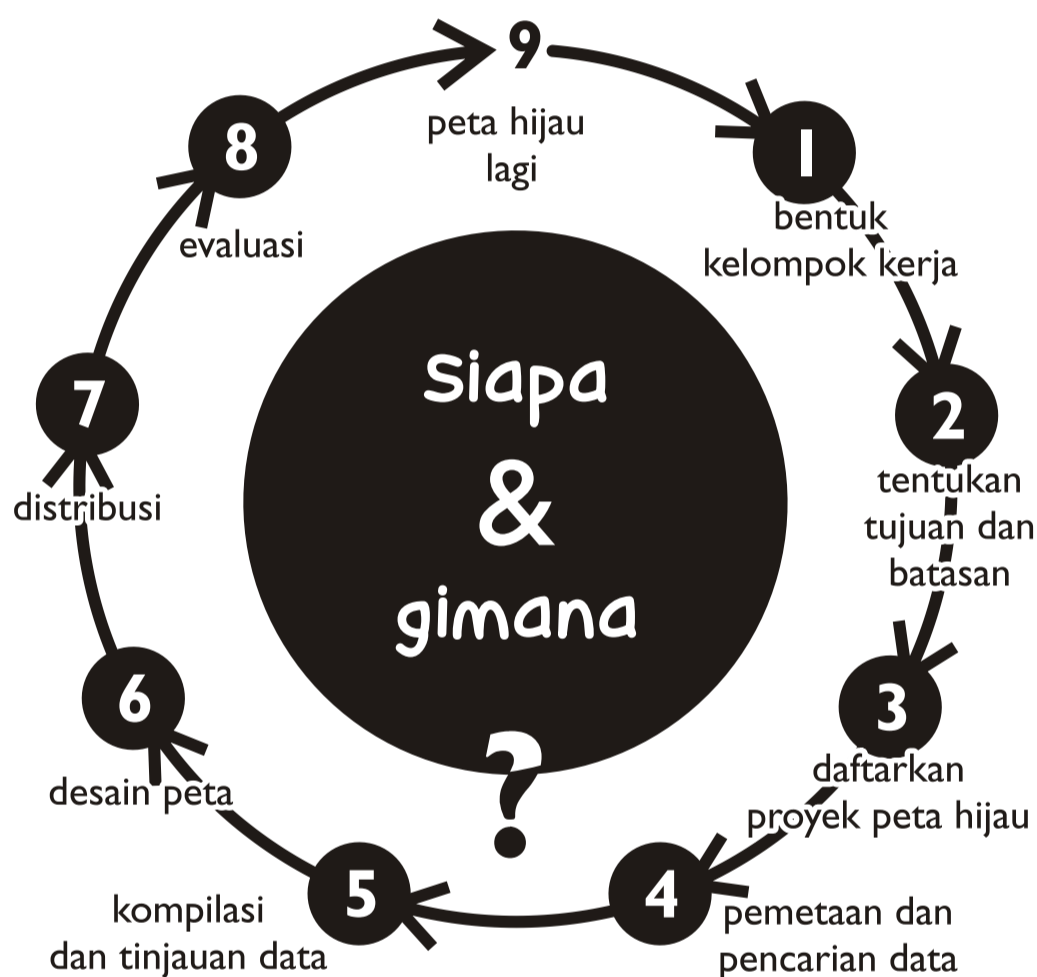 9
peta hijau
lagi
1
bentuk
kelompok kerja
2
tentukan
tujuan dan
batasan
3
daftarkan
proyek peta hijau
4
pemetaan dan
pencarian data
5
kompilasi
dan tinjauan data
6
desain peta
7
distribusi
8
evaluasi
siapa
&
gimana
?